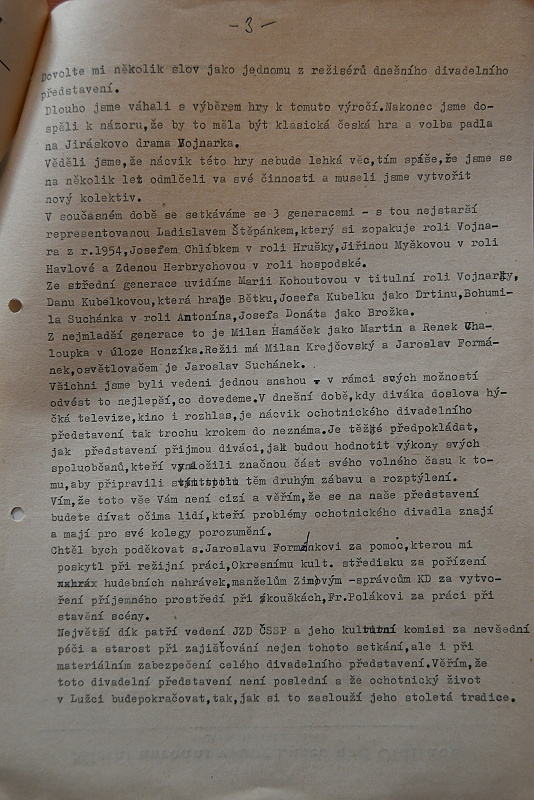 - 3 -
Dovolte mi několik slov jako jednomu z režisérů dnešního divadelního
představení.
Dlouho jsme váhali s výběrem hry k tomuto výročí.Nakonec jsme do-
spěli k názoru,že by to měla být klasická česká hra a volba padla
na Jiráskovo drama Vojnarka.
Věděli jsme,že nácvik této hry nebude lehká věc,tím spíše,že jsme se
na několik let odmlčeli va své činnosti a museli jsme vytvořit
nový kolektiv.
V současném době se setkáváme se 3 generacemi - s tou nejstarší
representovanou Ladislavem Štěpánkem,který si zopakuje roli Vojna-
ra z r.1954,Josefem Chlíbkem v roli Hrušky,Jiřinou Myškovou v roli
Havlové a Zdenou Herbrychovou v roli hospodské.
Ze střední generace uvidíme Marii Kohoutovou v titulní roli Vojnarky,
Danu Kubelkovou,která hraje Bětku,Josefa Kubelku jako Drtinu,Bohumi-
la Suchánka v roli Antonína,Josefa Donáta jako Brožka.
Z nejmladší generace to je Milan Hamáček jako Martin a Renek Cha-
loupka v úloze Honzíka.Režii má Milan Krejčovský a Jaroslav Formá-
nek,osvětlovačem je Jaroslav Suchánek.
Všichni jsme byli vedeni jednou snahou - v rámci svých možností
odvést to nejlepší,co dovedeme.V dneční době,kdy diváka doslova hý-
čká televize,kino i rozhlas,je nácvik ochotnického divadelního
představení tak trochu krokem do neznáma.Je těžké předpokládat,
jak představení přijmou diváci,jak budou hodnotit výkony svých
spoluobčanů,kteří vynaložili značnou část svého volného času k to-
mu,aby připravili těm druhým zábavu a rozptýlení.
Vím,že toto vše Vám není cizí a věřím,že se na naše představení
budete dívat očima lidí,kteří problémy ochotnického divadla znají
a mají pro své kolegy porozumění.
Chtěl bych poděkovat s.Jaroslavu Formánkovi za pomoc,kterou mi
poskytl při režijní práci,Okresnímu kult. středisku za pořízení
hudebních nahrávek,manželům Zimovým -správcům KD za vytvo-
ření příjemného prostředí při zkouškách,Fr.Polákovi za práci při
stavění scény.
Největší dík patří vedení JZD ČSSP a jeho kulturní komisi za nevšední
péči a starost při zajišťování nejen tohoto setkání,ale i při
materiálním zabezpečení celého divadelního představení.Věřím,že
toto divadelní představení není poslední a že ochotnický život
v Lužci budepokračovat,tak,jak si to zaslouží jeho stoletá tradice.